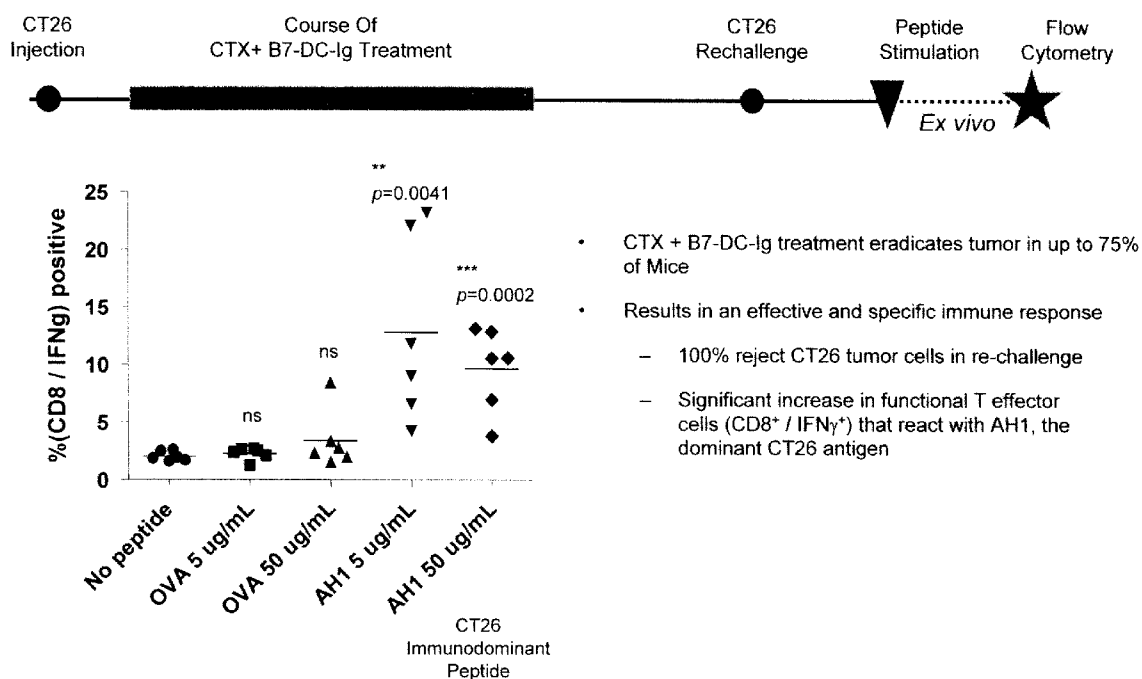 CT26
Injection
Course Of
CTX+ B7-DC-Ig Treatment
CT26
Rechallenge
Peptide
Stimulation
Flow
Cytometry
Ex vivo
%(CD8 / IFNg) positive
25
20
15
10
5
0
ns
ns
**
p=0.0041
***
p=0.0002
No peptide
OVA 5 ug/mL
OVA 50 ug/mL
AH1 5 ug/mL
AH1 50 ug/mL
CT26
Immunodominant
Peptide
• CTX + B7-DC-Ig treatment eradicates tumor in up to 75%
of Mice
• Results in an effective and specific immune response
– 100% reject CT26 tumor cells in re-challenge
– Significant increase in functional T effector
cells (CD8⁺ / IFNγ⁺) that react with AH1, the
dominant CT26 antigen